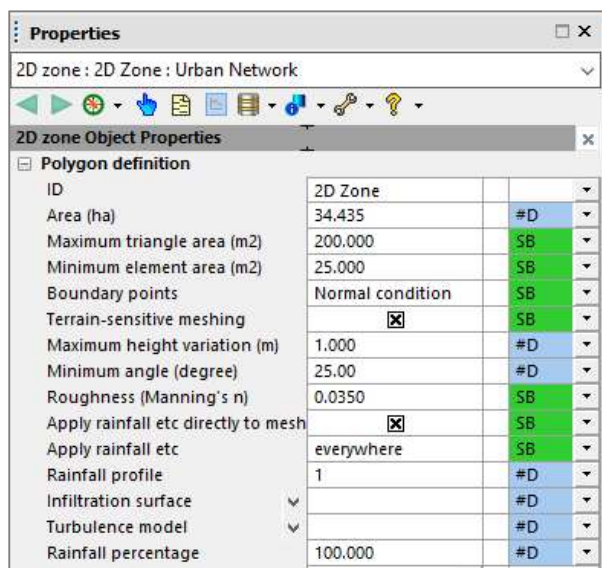 Properties
2D zone : 2D Zone : Urban Network
2D zone Object Properties
Polygon definition
ID 2D Zone
Area (ha) 34.435 #D
Maximum triangle area (m2) 200.000 SB
Minimum element area (m2) 25.000 SB
Boundary points Normal condition SB
Terrain-sensitive meshing SB
Maximum height variation (m) 1.000 #D
Minimum angle (degree) 25.00 #D
Roughness (Manning's n) 0.0350 SB
Apply rainfall etc directly to mesh SB
Apply rainfall etc everywhere SB
Rainfall profile 1 #D
Infiltration surface #D
Turbulence model #D
Rainfall percentage 100.000 #D